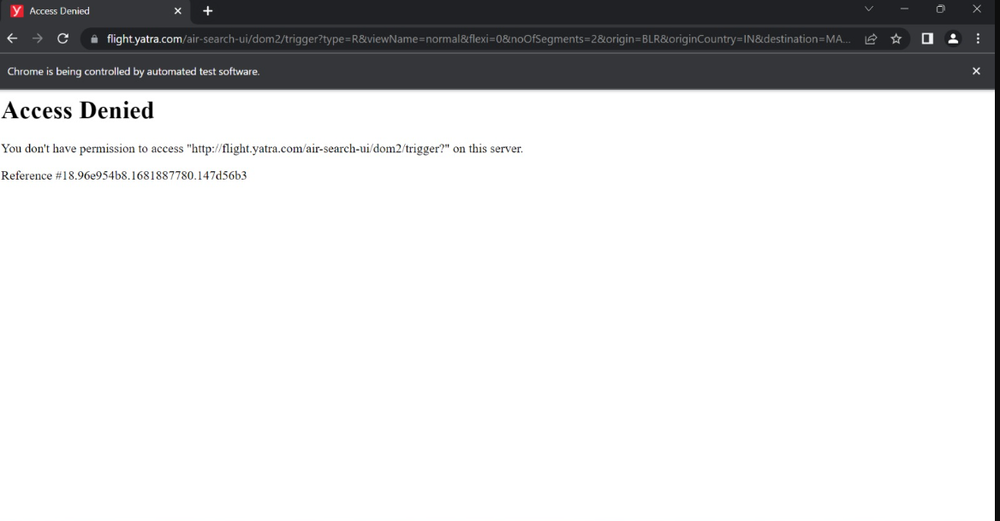 Access Denied
flight.yatra.com/air-search-ui/dom2/trigger?type=R&viewName=normal&flexi=0&noOfSegments=2&origin=BLR&originCountry=IN&destination=MA...
Chrome is being controlled by automated test software.
Access Denied
You don't have permission to access "http://flight.yatra.com/air-search-ui/dom2/trigger?" on this server.
Reference #18.96e954b8.1681887780.147d56b3